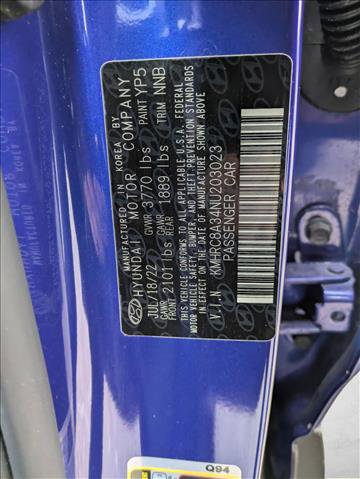 MANUFACTURED IN KOREA BY
HYUNDAI MOTOR COMPANY
JUL/18/22 GVWR 3770 lbs PAINT YP5
GAWR FRONT 2101 lbs GAWR REAR 1889 lbs TRIM NNB
THIS VEHICLE CONFORMS TO ALL APPLICABLE U.S.A. FEDERAL
MOTOR VEHICLE SAFETY, BUMPER, AND THEFT PREVENTION
STANDARDS IN EFFECT ON THE DATE OF MANUFACTURE SHOWN ABOVE
KMHRC8A34NU203023
V.I.N PASSENGER CAR
Q94